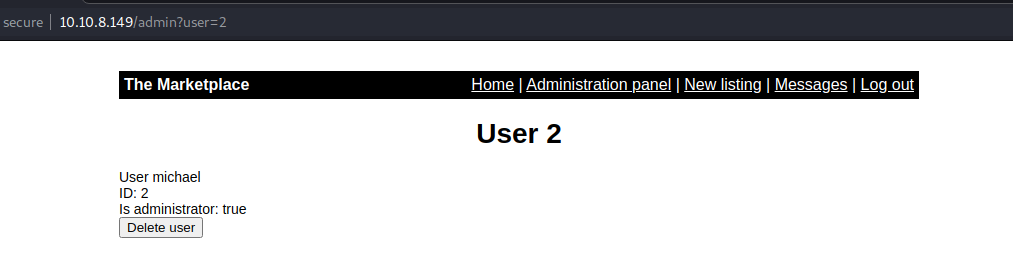 secure | 10.10.8.149/admin?user=2
The Marketplace Home | Administration panel | New listing | Messages | Log out
User 2
User michael
ID: 2
Is administrator: true
Delete user